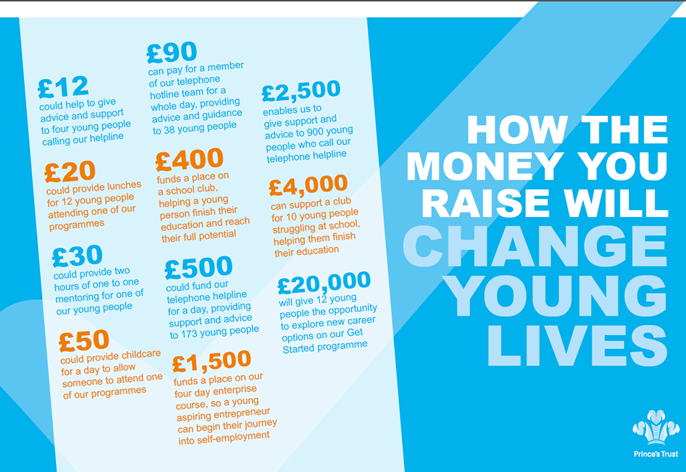 £12
could help to give
advice and support
to four young people
calling our helpline
£20
could provide lunches
for 12 young people
attending one of our
programmes
£30
could provide two
hours of one to one
mentoring for one of
our young people
£50
could provide childcare
for a day to allow
someone to attend one
of our programmes
£90
can pay for a member
of our telephone
hotline team for a
whole day, providing
advice and guidance
to 38 young people
£400
funds a place on
a school club,
helping a young
person finish their
education and reach
their full potential
£500
could fund our
telephone helpline
for a day, providing
support and advice
to 173 young people
£1,500
funds a place on our
four day enterprise
course, so a young
aspiring entrepreneur
can begin their journey
into self-employment
£2,500
enables us to
give support and
advice to 900 young
people who call our
telephone helpline
£4,000
can support a club
for 10 young people
struggling at school,
helping them finish
their education
£20,000
will give 12 young
people the opportunity
to explore new career
options on our Get
Started programme
HOW THE
MONEY YOU
RAISE WILL
CHANGE
YOUNG
LIVES
Prince's Trust